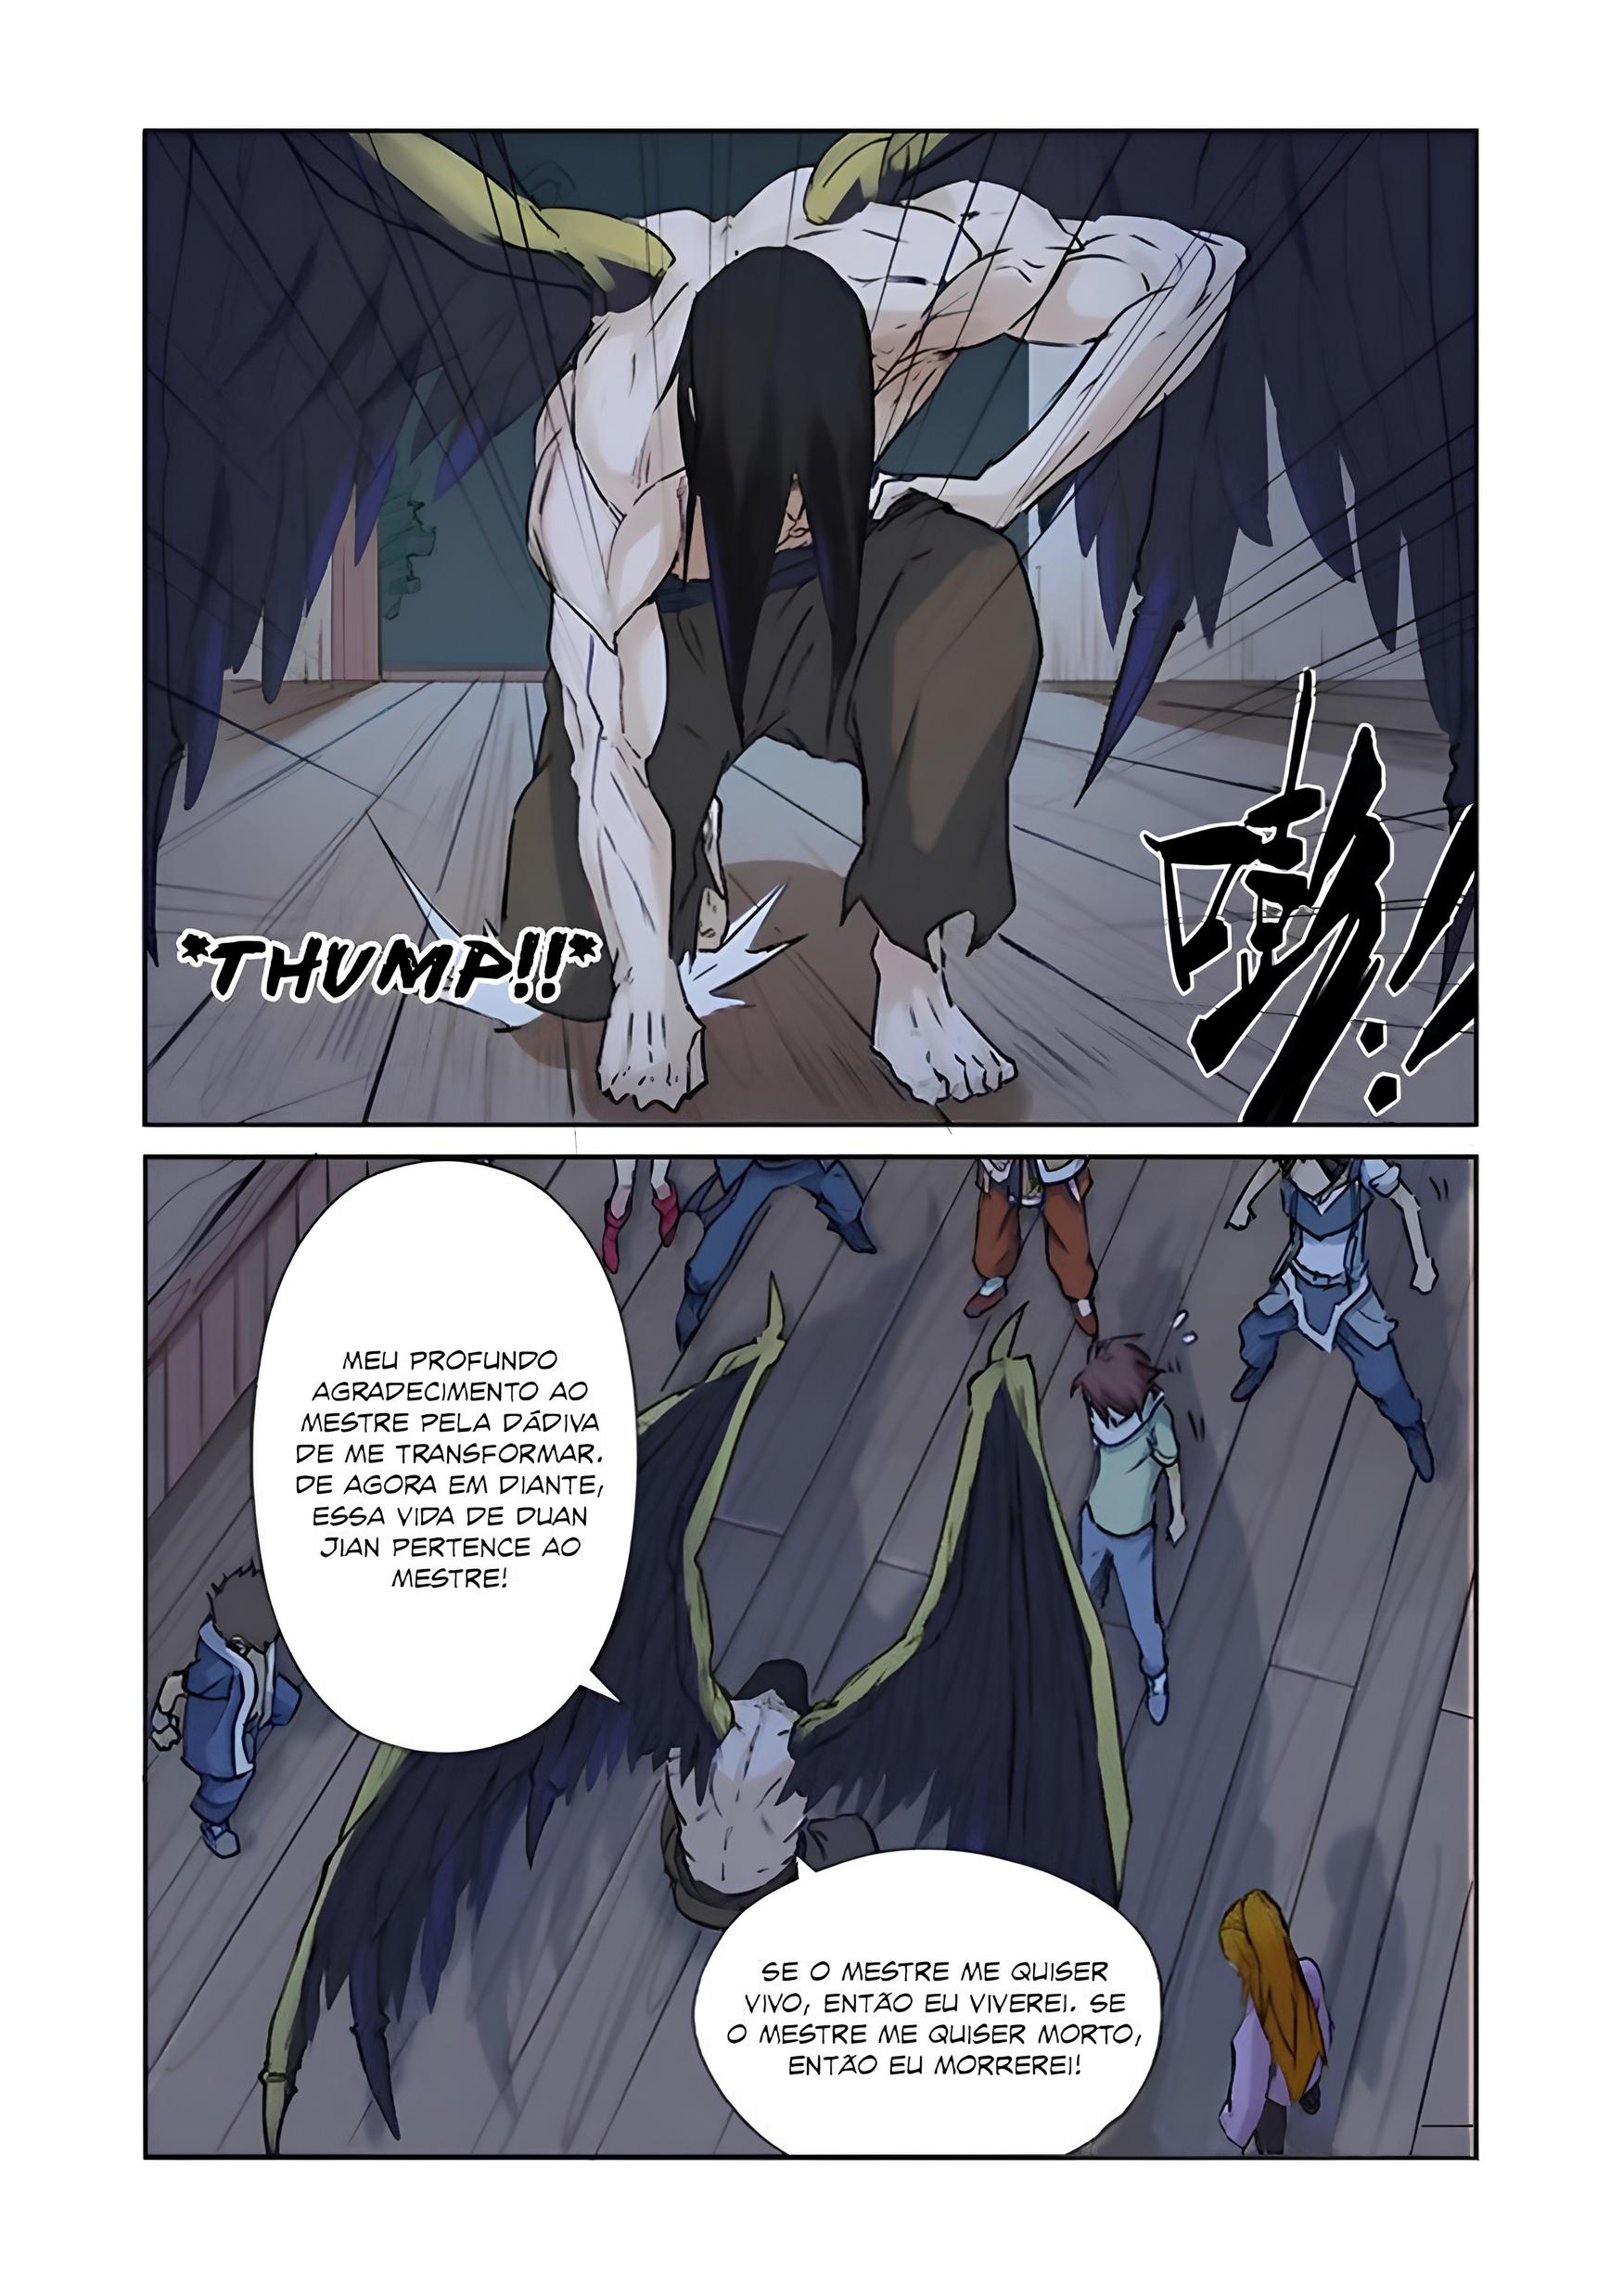 *THUMP!!*
嘭!!
MEU PROFUNDO
AGRADECIMENTO AO
MESTRE PELA DÁDIVA
DE ME TRANSFORMAR.
DE AGORA EM DIANTE,
ESSA VIDA DE DUAN
JIAN PERTENCE AO
MESTRE!
SE O MESTRE ME QUISER
VIVO, ENTÃO EU VIVEREI. SE
O MESTRE ME QUISER MORTO,
ENTÃO EU MORREREI!